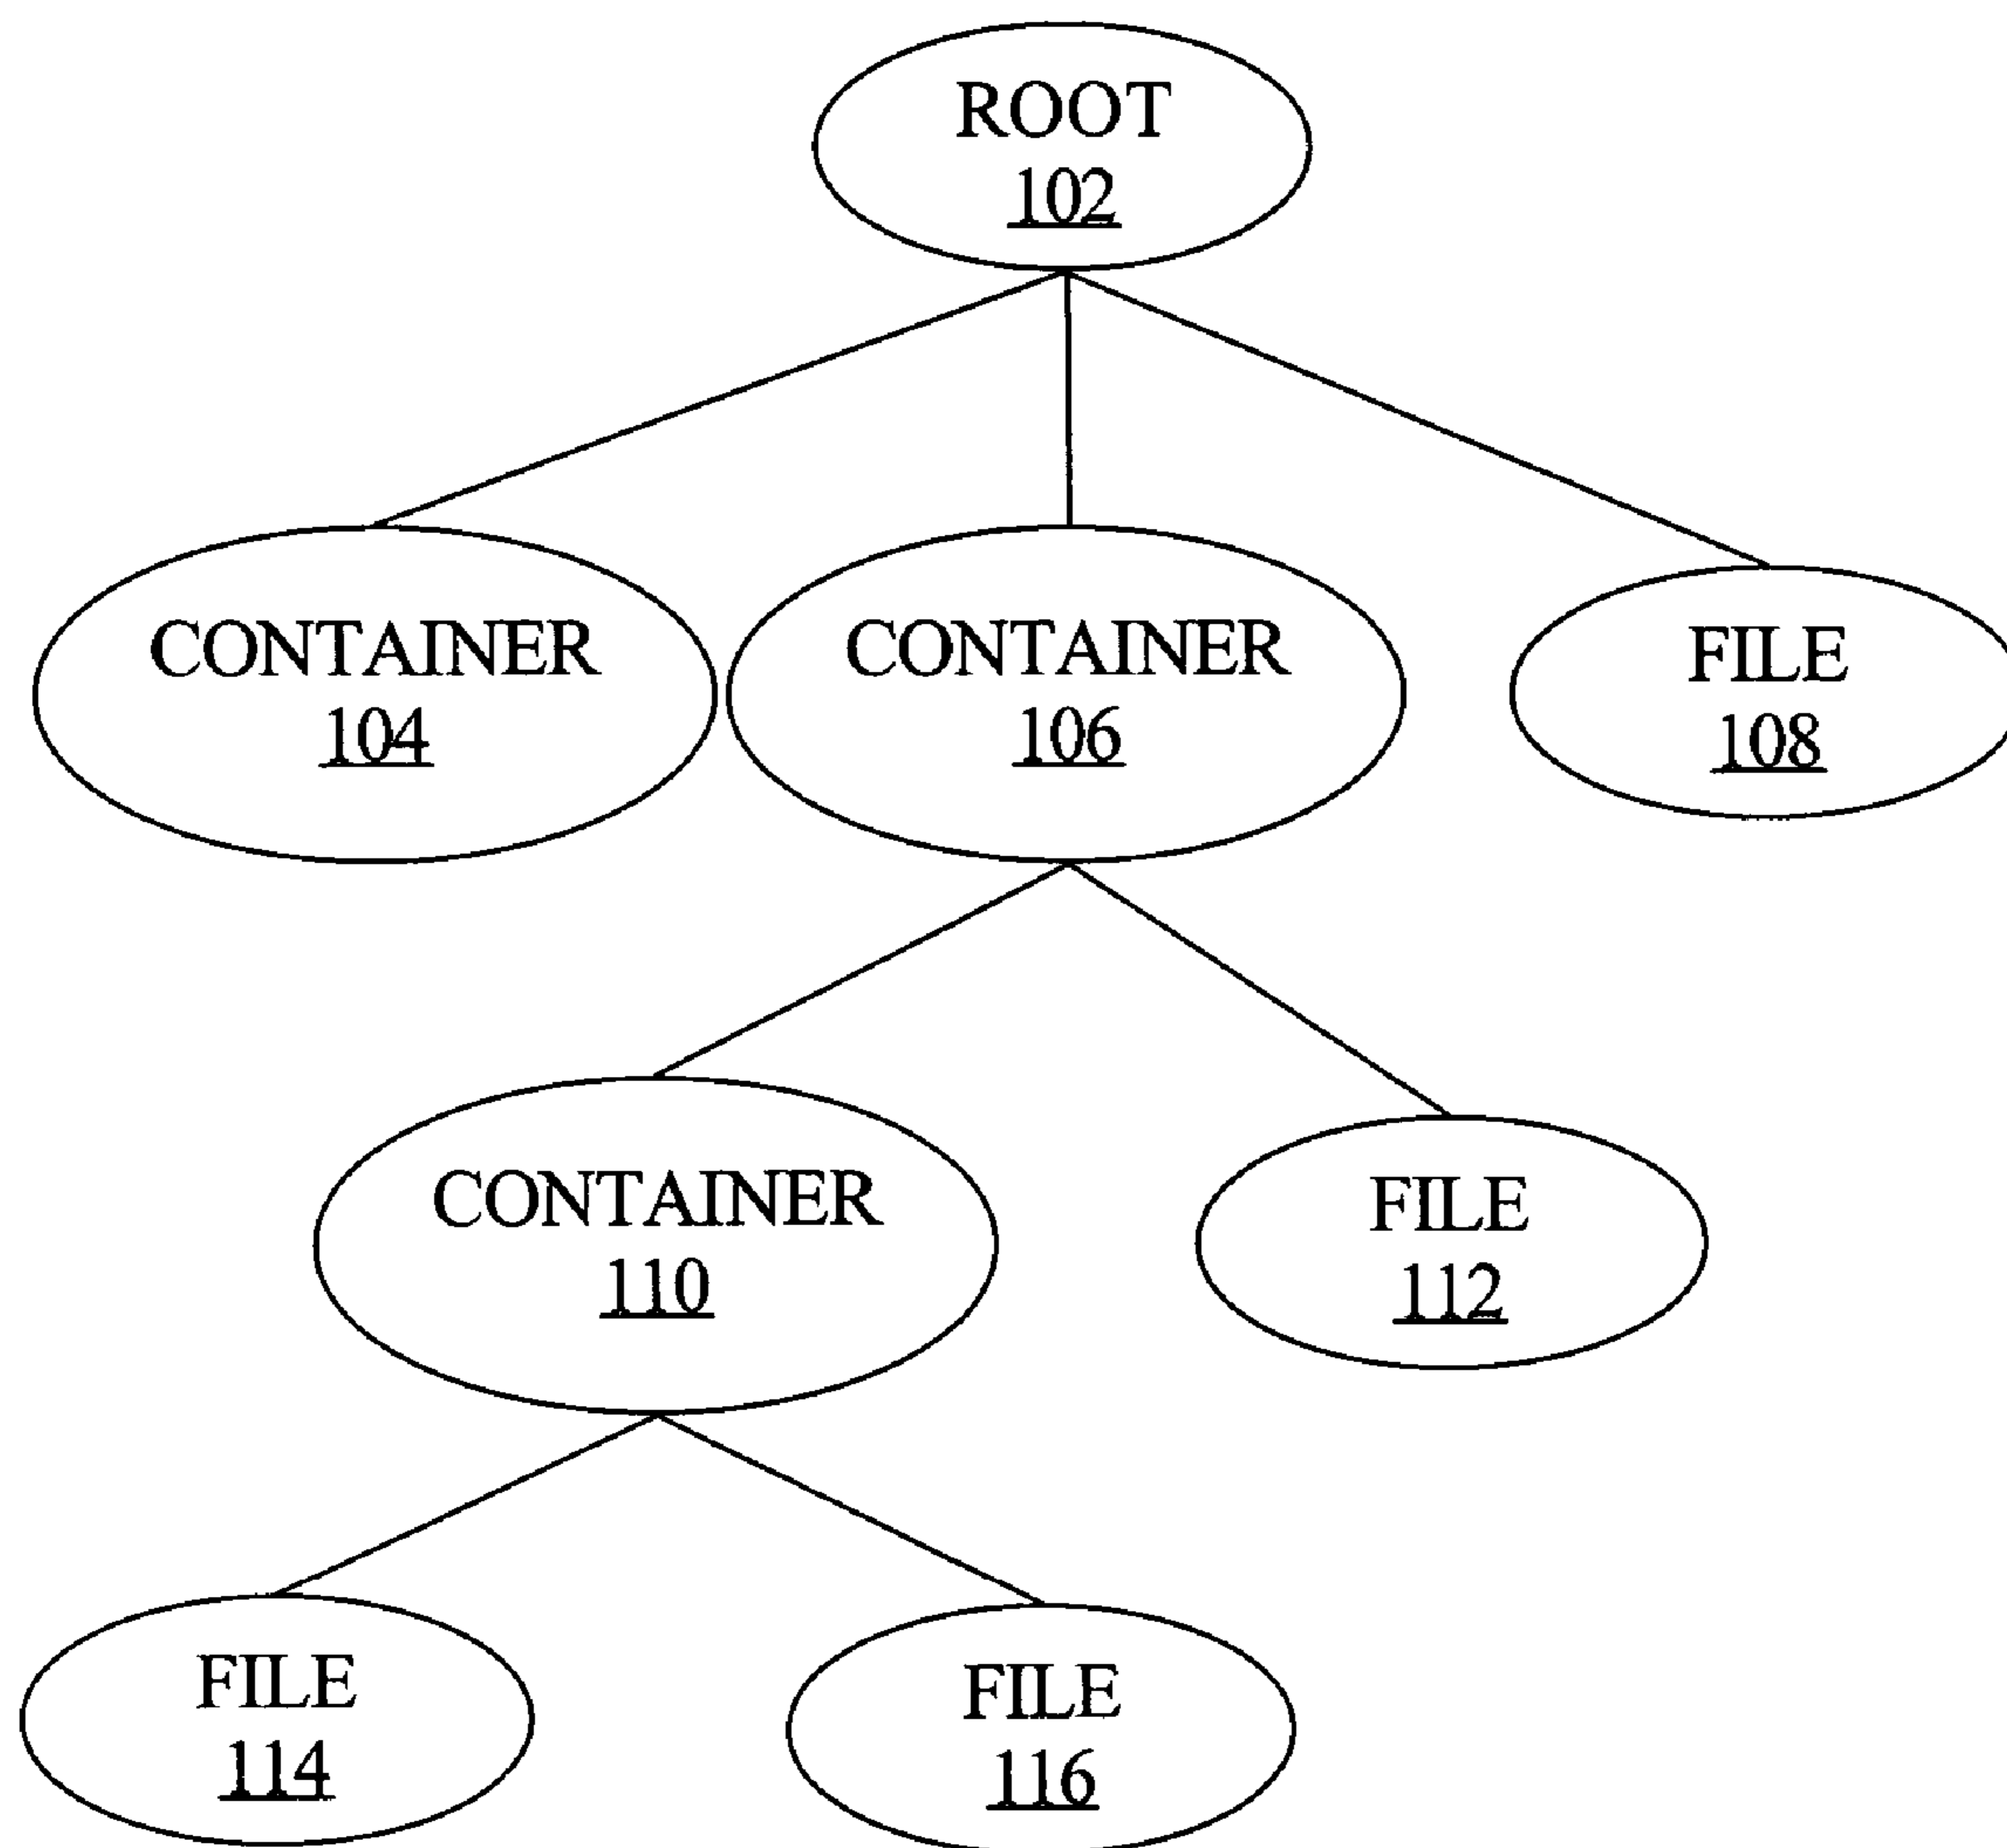 ROOT
102
CONTAINER
104
CONTAINER
106
FILE
108
CONTAINER
110
FILE
112
FILE
114
FILE
116